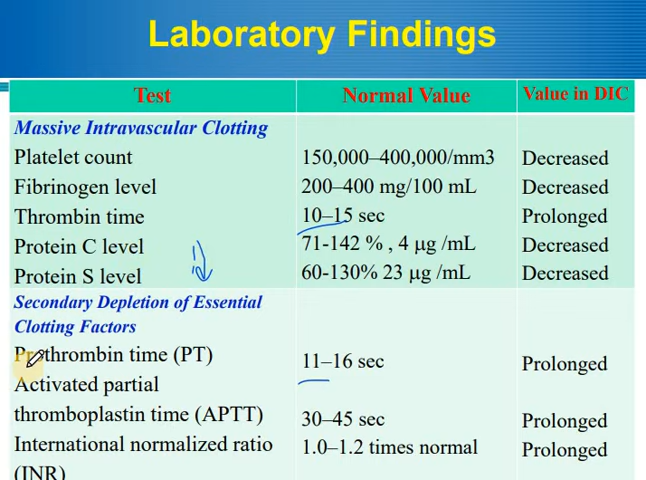 Laboratory Findings
Test Normal Value Value in DIC
Massive Intravascular Clotting
Platelet count 150,000–400,000/mm3 Decreased
Fibrinogen level 200–400 mg/100 mL Decreased
Thrombin time 10–15 sec Prolonged
Protein C level 71-142 % , 4 µg /mL Decreased
Protein S level 60-130% 23 µg /mL Decreased
Secondary Depletion of Essential
Clotting Factors
Prothrombin time (PT) 11–16 sec Prolonged
Activated partial
thromboplastin time (APTT) 30–45 sec Prolonged
International normalized ratio 1.0–1.2 times normal Prolonged
(INR)